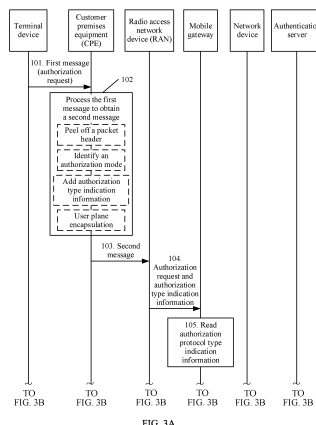 Terminal
device
Customer
premises
equipment
(CPE)
Radio access
network
device (RAN)
Mobile
gateway
Network
device
Authentication
server
101. First message
(authorization
request)
102
Process the first
message to obtain
a second message
Peel off a packet
header
Identify an
authorization mode
Add authorization
type indication
information
User plane
encapsulation
103. Second
message
104.
Authorization
request and
authorization
type indication
information
105. Read
authorization
protocol type
indication
information
TO
FIG. 3B
TO
FIG. 3B
TO
FIG. 3B
TO
FIG. 3B
TO
FIG. 3B
TO
FIG. 3B
FIG. 3A